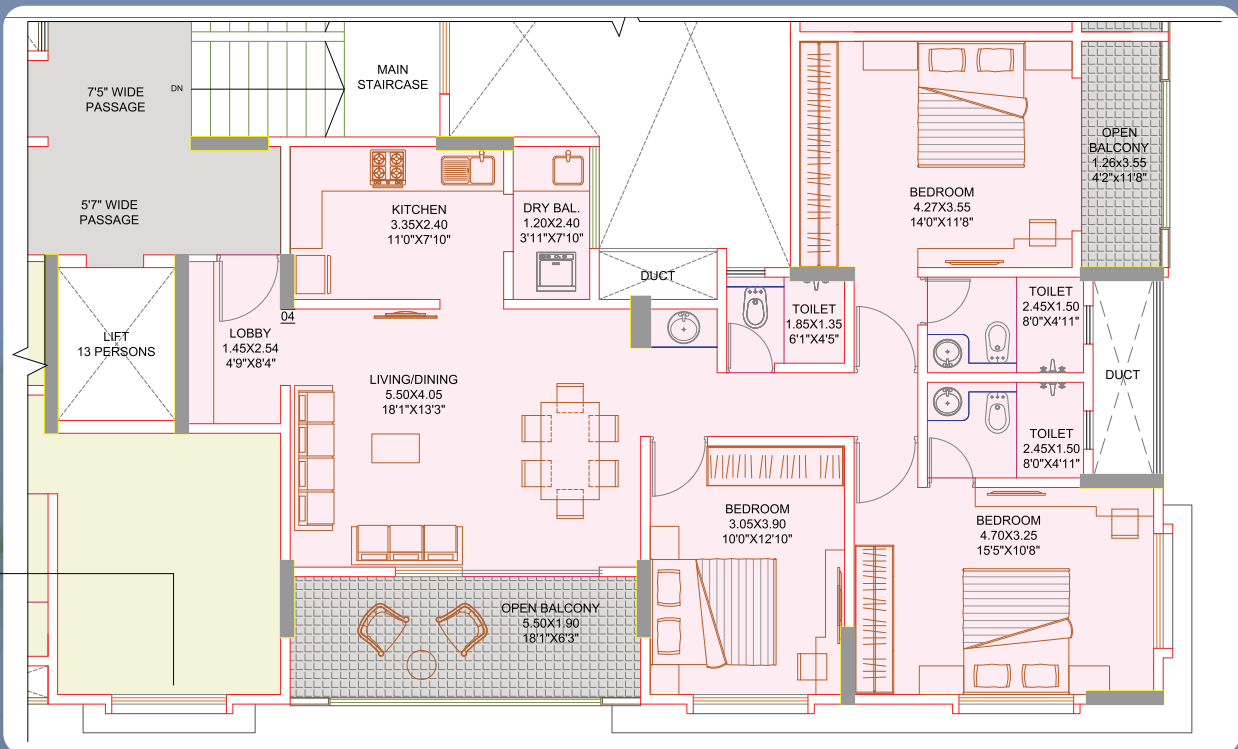 7'5" WIDE
PASSAGE
DN
MAIN
STAIRCASE
5'7" WIDE
PASSAGE
KITCHEN
3.35X2.40
11'0"X7'10"
DRY BAL.
1.20X2.40
3'11"X7'10"
BEDROOM
4.27X3.55
14'0"X11'8"
OPEN
BALCONY
1.26x3.55
4'2"x11'8"
DUCT
TOILET
1.85X1.35
6'1"X4'5"
TOILET
2.45X1.50
8'0"X4'11"
04
LIFT
13 PERSONS
LOBBY
1.45X2.54
4'9"X8'4"
LIVING/DINING
5.50X4.05
18'1"X13'3"
DUCT
TOILET
2.45X1.50
8'0"X4'11"
BEDROOM
3.05X3.90
10'0"X12'10"
BEDROOM
4.70X3.25
15'5"X10'8"
OPEN BALCONY
5.50X1.90
18'1"X6'3"